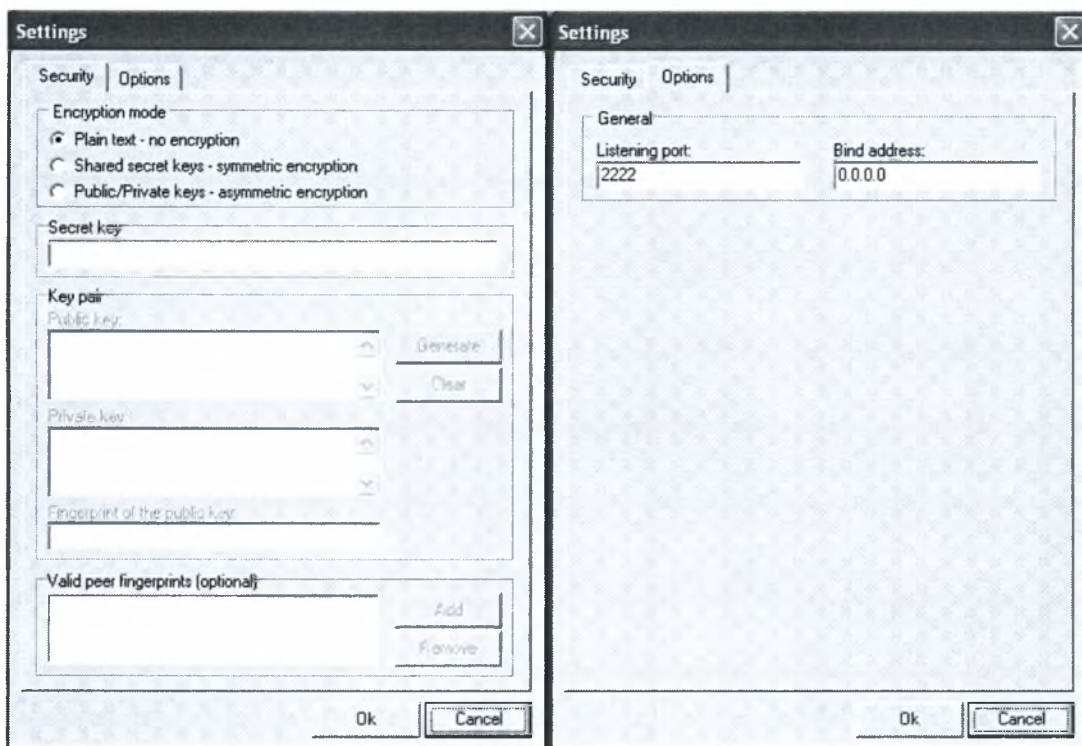 Settings
Security
Options
Encryption mode
Plain text - no encryption
Shared secret keys - symmetric encryption
Public/Private keys - asymmetric encryption
Secret key
Key pair
Public key:
Generate
Clear
Private key:
Fingerprint of the public key:
Valid peer fingerprints (optional)
Add
Remove
Ok
Cancel
Settings
Security
Options
General
Listening port:
Bind address:
2222
0.0.0.0
Ok
Cancel